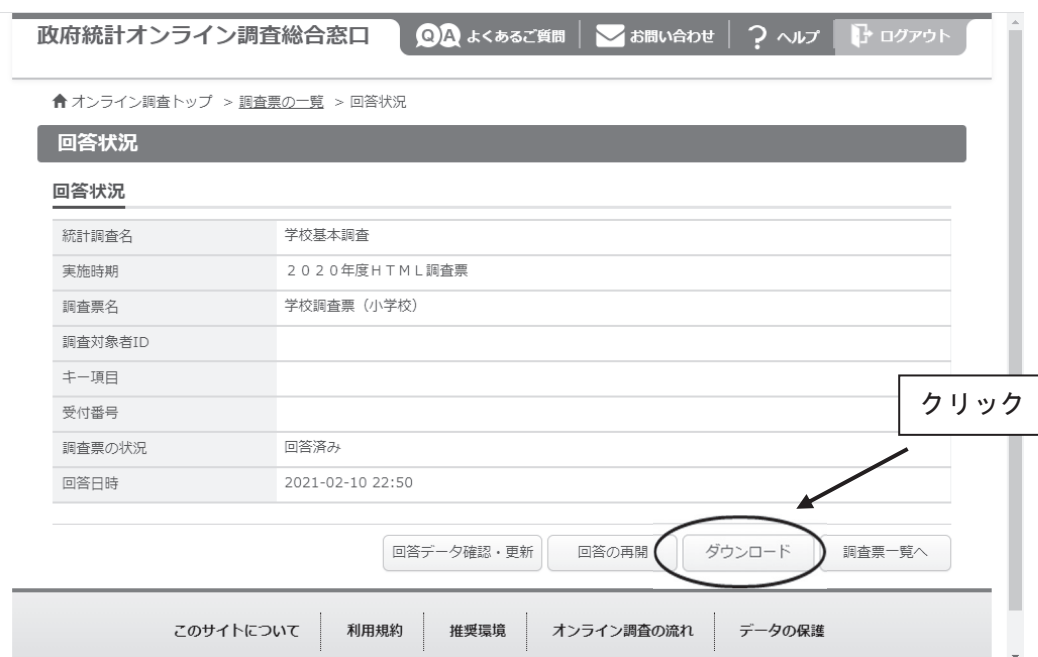 政府統計オンライン調査総合窓口 QA よくあるご質問 お問い合わせ ? ヘルプ ログアウト
オンライン調査トップ > 調査票の一覧 > 回答状況
回答状況
回答状況
統計調査名 学校基本調査
実施時期 2020年度HTML調査票
調査票名 学校調査票（小学校）
調査対象者ID
キー項目
受付番号
クリック
調査票の状況 回答済み
回答日時 2021-02-10 22:50
回答データ確認・更新 回答の再開 ダウンロード 調査票一覧へ
このサイトについて 利用規約 推奨環境 オンライン調査の流れ データの保護